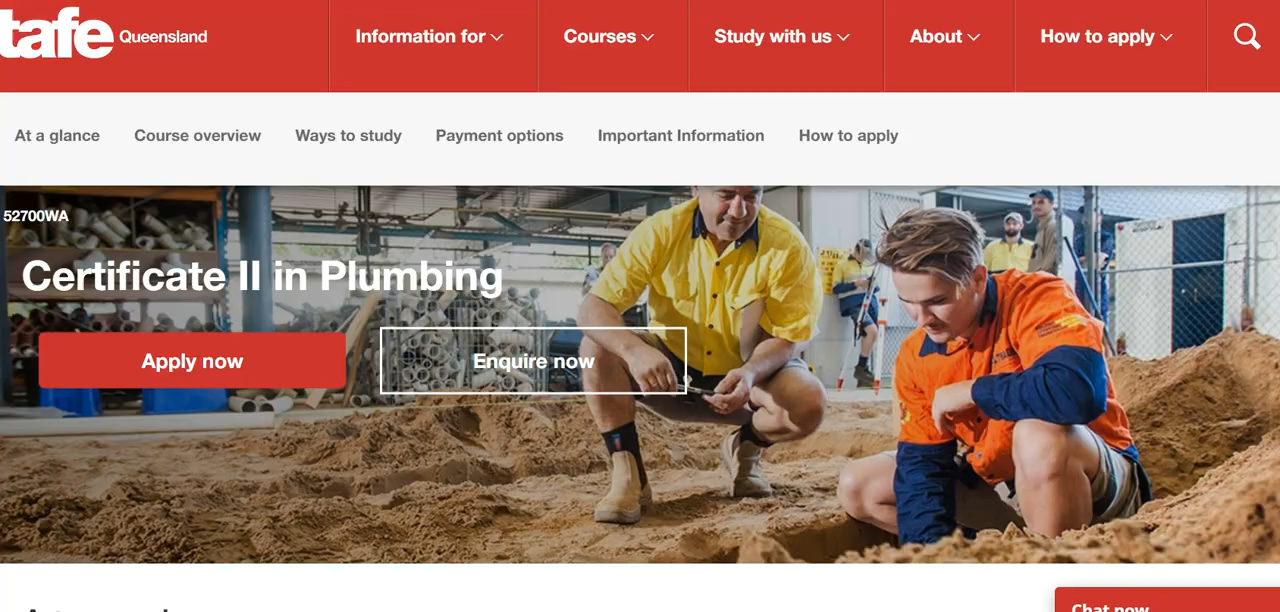 tafe Queensland
Information for
Courses
Study with us
About
How to apply
At a glance
Course overview
Ways to study
Payment options
Important Information
How to apply
52700WA
Certificate II in Plumbing
Apply now
Enquire now
Chat now